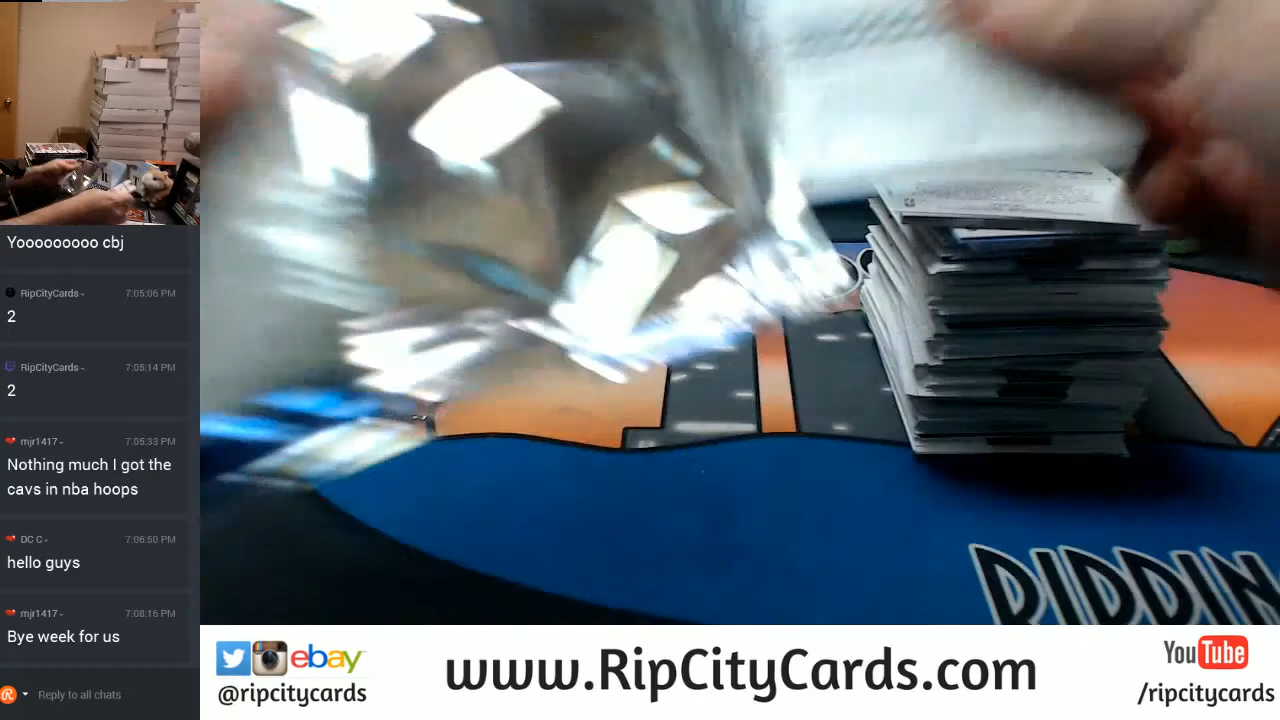 Yooooooooo cbj
RipCityCards - 7:05:06 PM
2
RipCityCards - 7:05:14 PM
2
mjr1417 - 7:05:33 PM
Nothing much I got the
cavs in nba hoops
DC C - 7:06:50 PM
hello guys
mjr1417 - 7:08:16 PM
Bye week for us
Reply to all chats
ebay
@ripcitycards
www.RipCityCards.com
YouTube
/ripcitycards